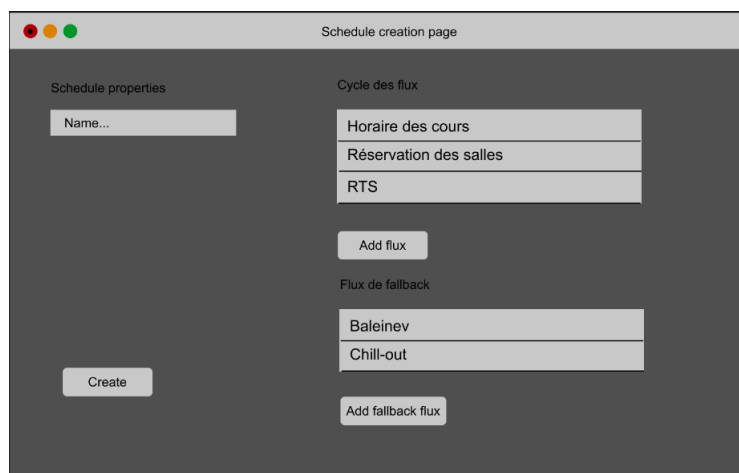 Schedule creation page
Schedule properties
Name...
Create
Cycle des flux
Horaire des cours
Réservation des salles
RTS
Add flux
Flux de fallback
Baleinev
Chill-out
Add fallback flux